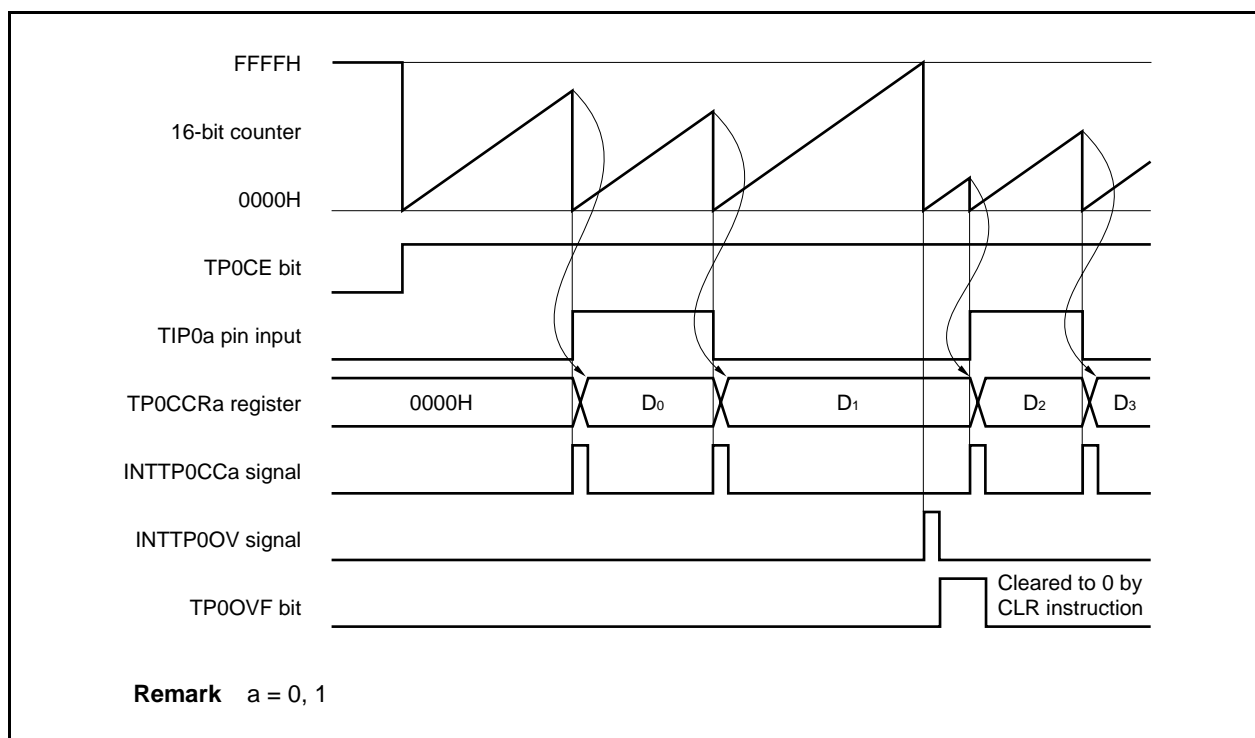 FFFFH
16-bit counter
0000H
TP0CE bit
TIP0a pin input
TP0CCRa register
0000H
D0
D1
D2
D3
INTTP0CCa signal
INTTP0OV signal
TP0OVF bit
Cleared to 0 by
CLR instruction
Remark a = 0, 1